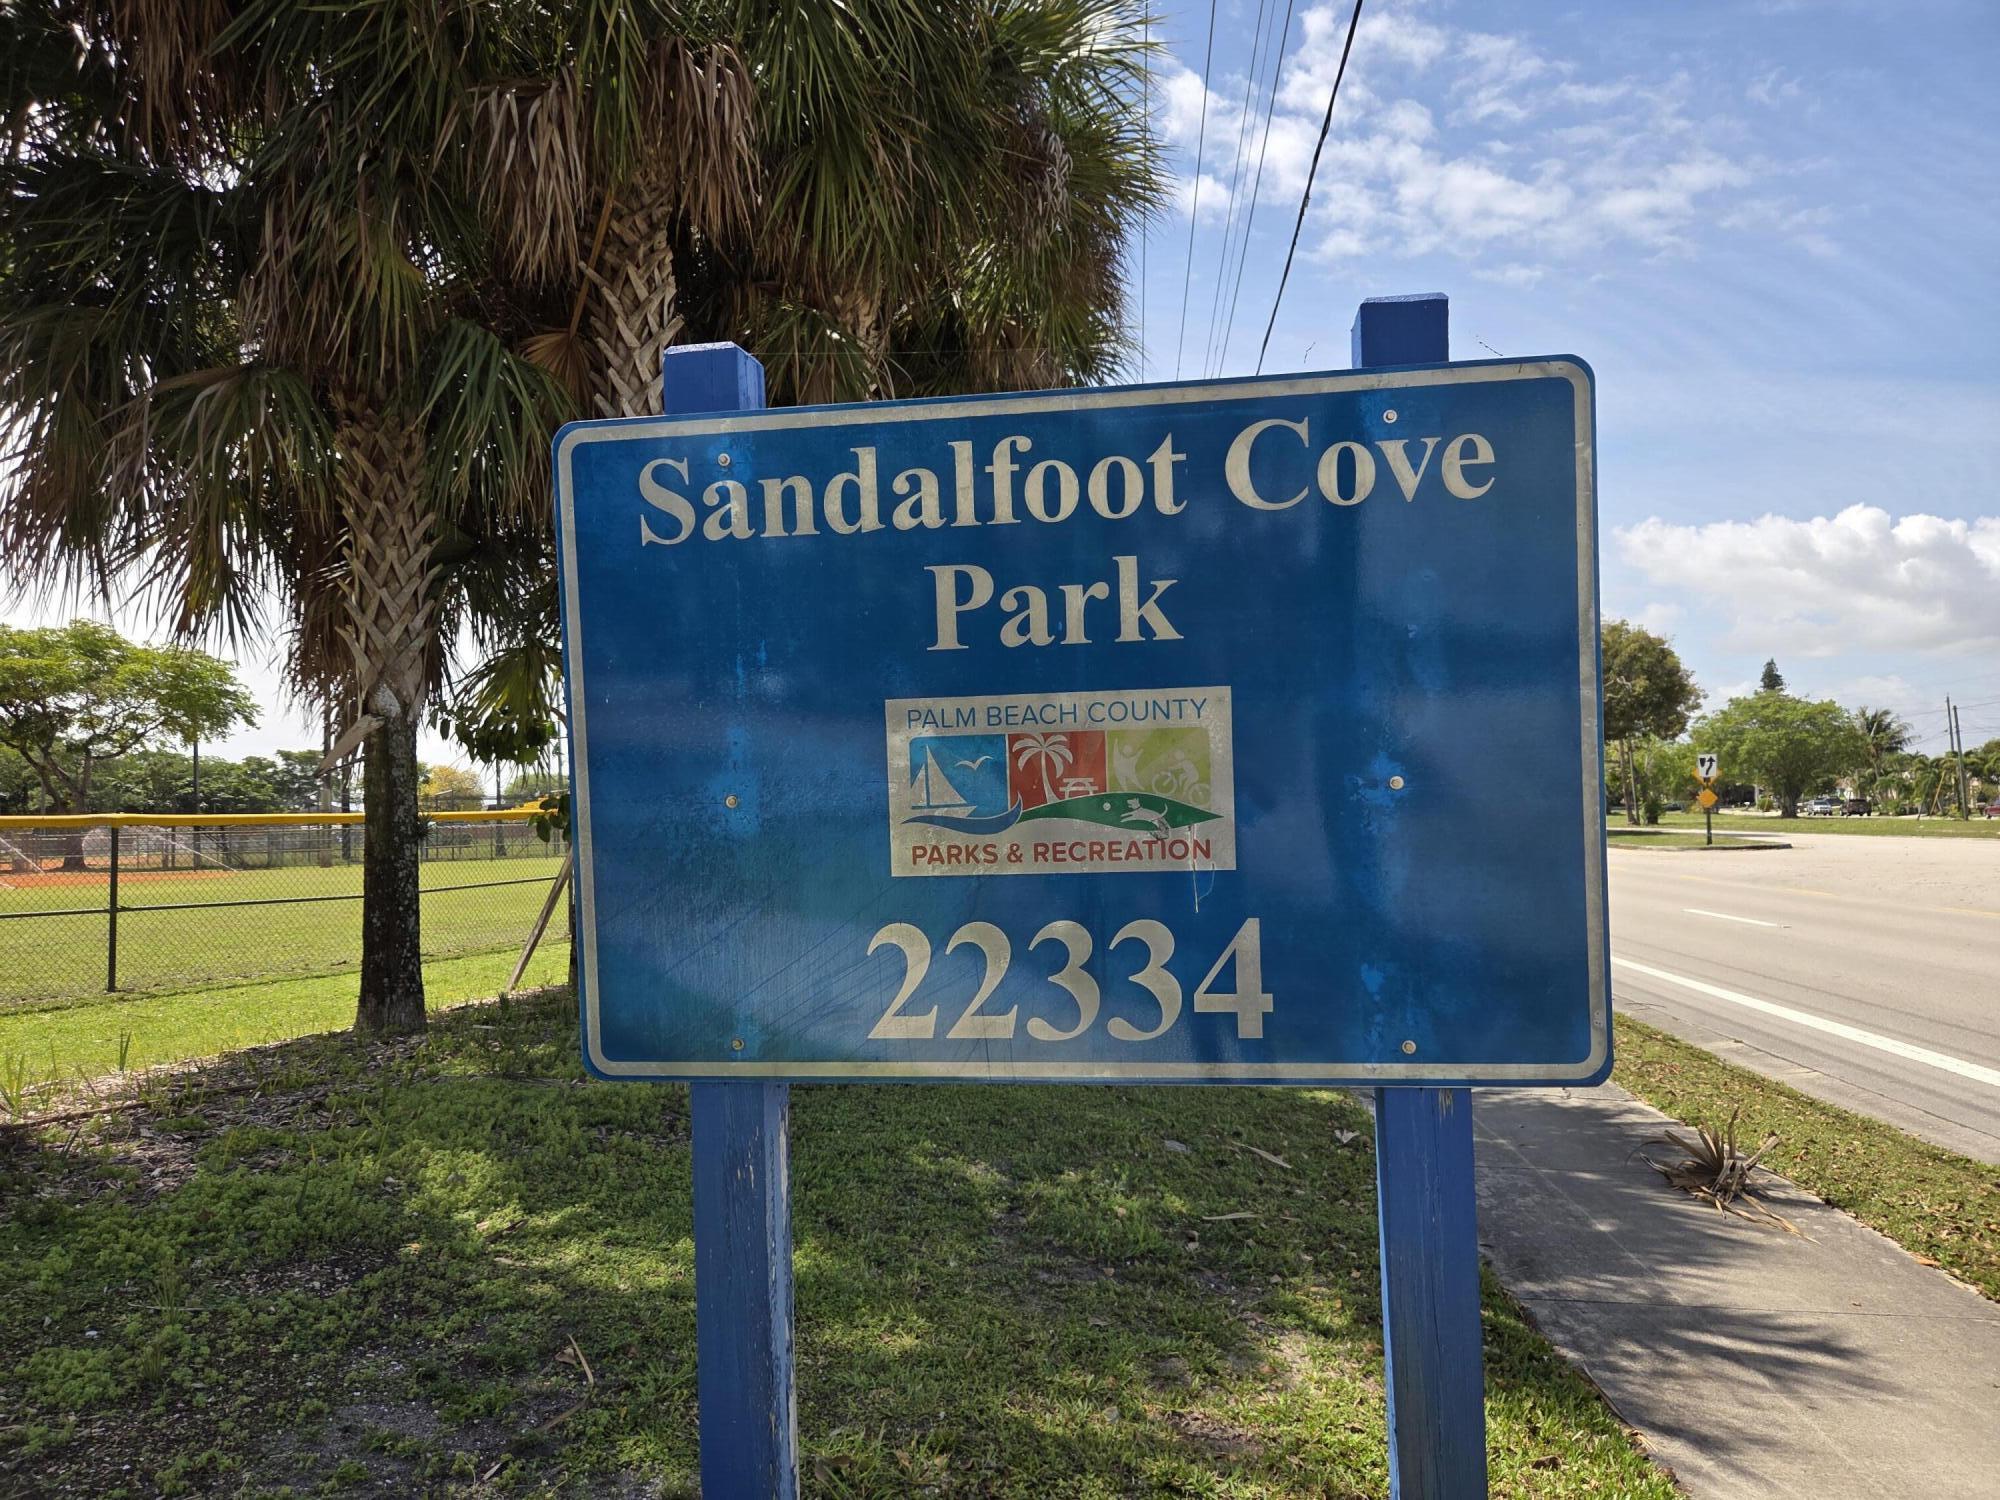 Sandalfoot Cove
Park
PALM BEACH COUNTY
PARKS & RECREATION
22334